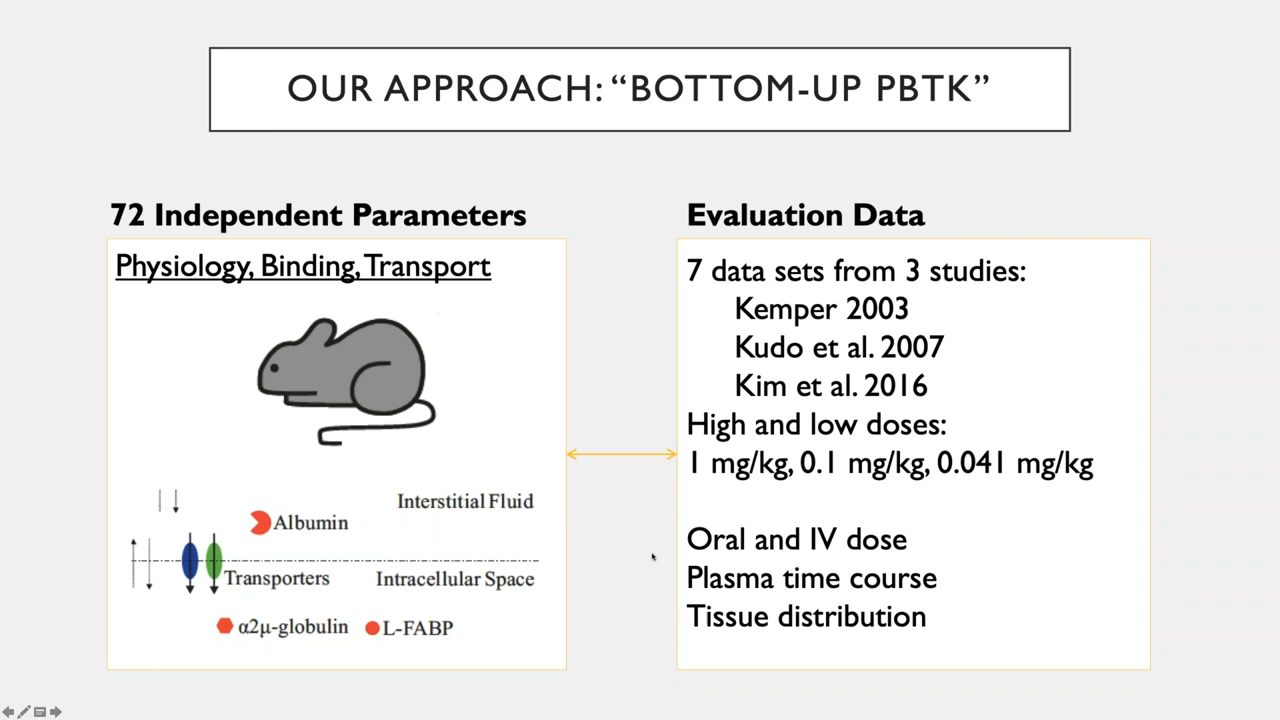 OUR APPROACH: “BOTTOM-UP PBTK”
72 Independent Parameters
Physiology, Binding, Transport
Interstitial Fluid
Albumin
Transporters
Intracellular Space
α2μ-globulin
L-FABP
Evaluation Data
7 data sets from 3 studies:
Kemper 2003
Kudo et al. 2007
Kim et al. 2016
High and low doses:
1 mg/kg, 0.1 mg/kg, 0.041 mg/kg
Oral and IV dose
Plasma time course
Tissue distribution